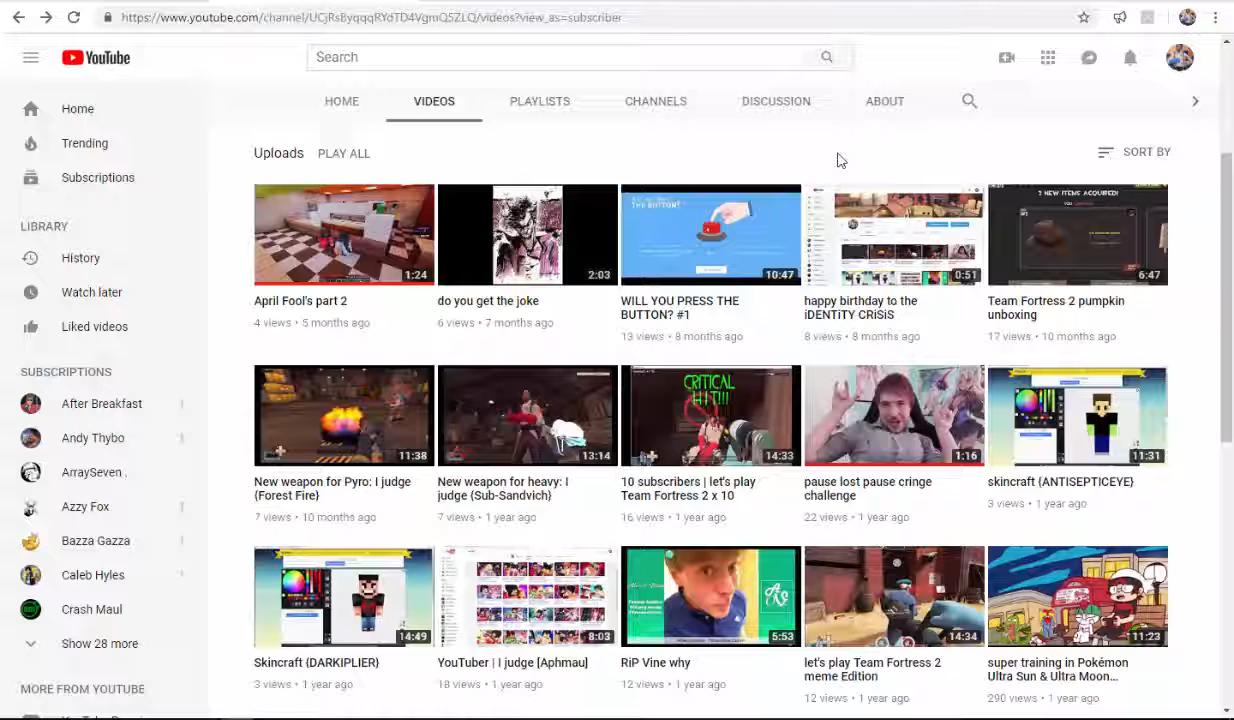 https://www.youtube.com/channel/UCjRsByqqqRYdTD4VgmQ5ZLQ/videos?view_as=subscriber
YouTube
Search
HOME
VIDEOS
PLAYLISTS
CHANNELS
DISCUSSION
ABOUT
Home
Trending
Subscriptions
LIBRARY
History
Watch later
Liked videos
SUBSCRIPTIONS
After Breakfast
Andy Thybo
ArraySeven .
Azzy Fox
Bazza Gazza
Caleb Hyles
Crash Maul
Show 28 more
MORE FROM YOUTUBE
Uploads PLAY ALL
SORT BY
1:24
April Fool's part 2
4 views • 5 months ago
2:03
do you get the joke
6 views • 7 months ago
THE BUTTON?
10:47
WILL YOU PRESS THE
BUTTON? #1
13 views • 8 months ago
0:51
happy birthday to the
iDENTiTY CRiSiS
8 views • 8 months ago
NEW ITEMS ACQUIRED!
6:47
Team Fortress 2 pumpkin
unboxing
17 views • 10 months ago
11:38
New weapon for Pyro: I judge
{Forest Fire}
7 views • 10 months ago
13:14
New weapon for heavy: I
judge {Sub-Sandvich}
7 views • 1 year ago
CRITICAL
HIT!!!
14:33
10 subscribers | let's play
Team Fortress 2 x 10
16 views • 1 year ago
1:16
pause lost pause cringe
challenge
22 views • 1 year ago
11:31
skincraft {ANTISEPTICEYE}
3 views • 1 year ago
14:49
Skincraft {DARKIPLIER}
3 views • 1 year ago
8:03
YouTuber | I judge [Aphmau]
18 views • 1 year ago
5:53
RiP Vine why
12 views • 1 year ago
14:34
let's play Team Fortress 2
meme Edition
12 views • 1 year ago
11:23
super training in Pokémon
Ultra Sun & Ultra Moon...
290 views • 1 year ago